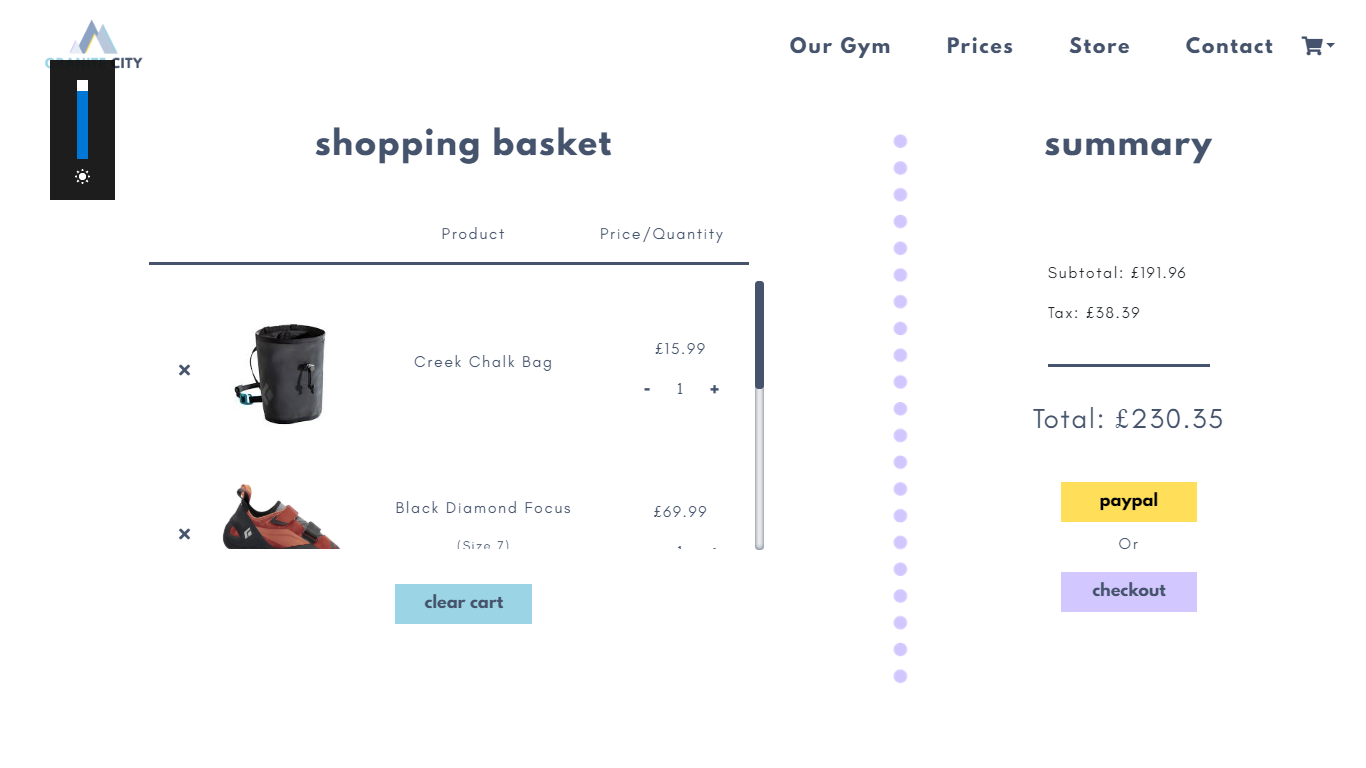 CITY
Our Gym Prices Store Contact
shopping basket
summary
Product Price/Quantity
Subtotal: £191.96
Tax: £38.39
Creek Chalk Bag
£15.99
- 1 +
Total: £230.35
Black Diamond Focus
£69.99
(Size 7)
paypal
Or
checkout
clear cart